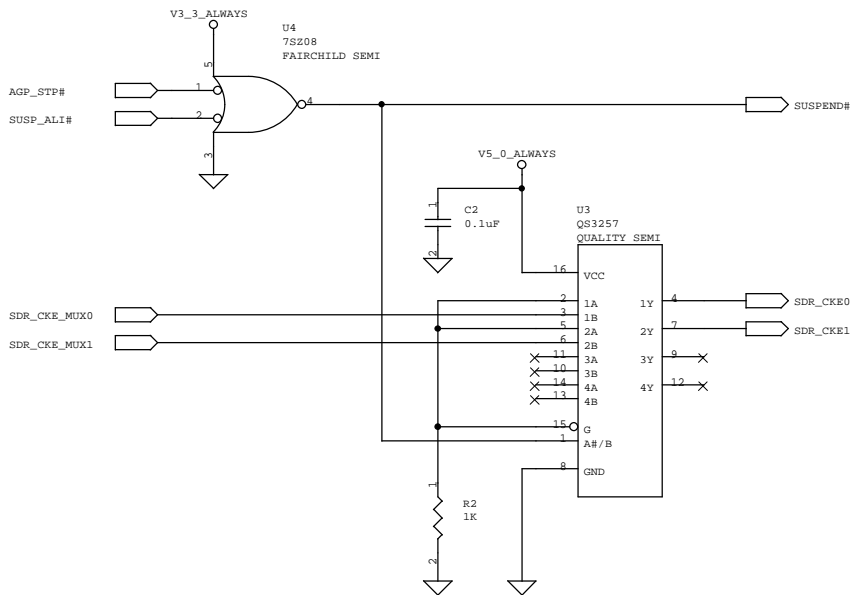 V3_3_ALWAYS
U4
7SZ08
FAIRCHILD SEMI
5
AGP_STP#
1
4
SUSPEND#
SUSP_ALI#
2
3
V5_0_ALWAYS
1
C2
0.1uF
2
U3
QS3257
QUALITY SEMI
16
VCC
2
1A
1Y
4
SDR_CKE0
SDR_CKE_MUX0
3
1B
5
2A
2Y
7
SDR_CKE1
SDR_CKE_MUX1
6
2B
11
3A
3Y
9
10
3B
14
4A
4Y
12
13
4B
15
G
1
A#/B
8
GND
1
R2
1K
2